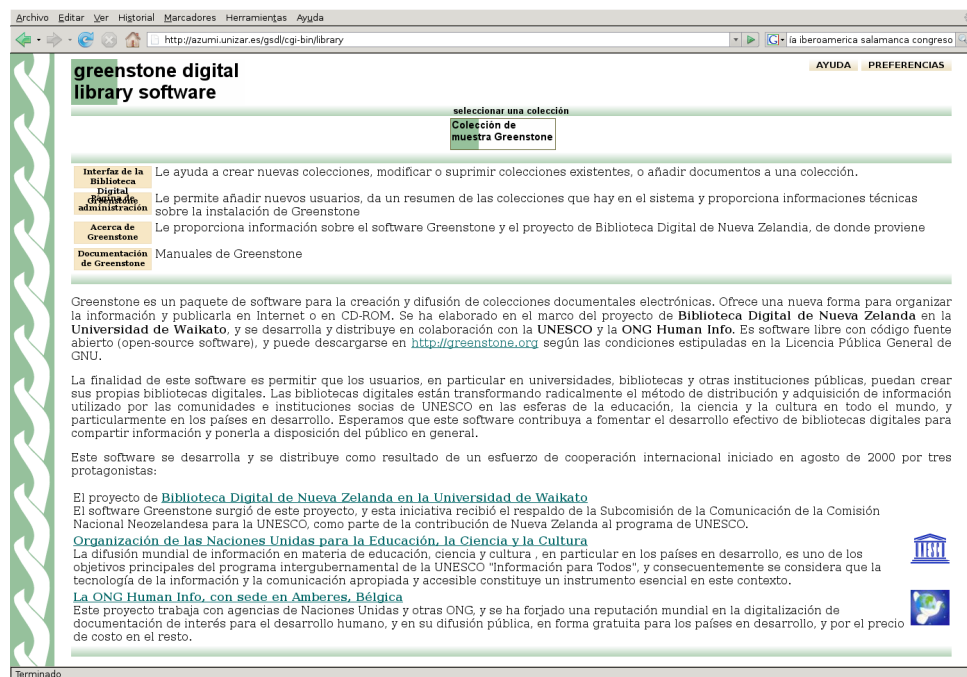 Archivo Editar Ver Historial Marcadores Herramientas Ayuda
http://azumi.unizar.es/gsdl/cgi-bin/library
ía iberoamerica salamanca congreso
greenstone digital
library software
AYUDA PREFERENCIAS
seleccionar una colección
Colección de
muestra Greenstone
Interfaz de la
Biblioteca
Digital
Greenstone
Le ayuda a crear nuevas colecciones, modificar o suprimir colecciones existentes, o añadir documentos a una colección.
Página de
administración
Le permite añadir nuevos usuarios, da un resumen de las colecciones que hay en el sistema y proporciona informaciones técnicas
sobre la instalación de Greenstone
Acerca de
Greenstone
Le proporciona información sobre el software Greenstone y el proyecto de Biblioteca Digital de Nueva Zelandia, de donde proviene
Documentación
de Greenstone
Manuales de Greenstone
Greenstone es un paquete de software para la creación y difusión de colecciones documentales electrónicas. Ofrece una nueva forma para organizar
la información y publicarla en Internet o en CD-ROM. Se ha elaborado en el marco del proyecto de Biblioteca Digital de Nueva Zelanda en la
Universidad de Waikato, y se desarrolla y distribuye en colaboración con la UNESCO y la ONG Human Info. Es software libre con código fuente
abierto (open-source software), y puede descargarse en http://greenstone.org según las condiciones estipuladas en la Licencia Pública General de
GNU.
La finalidad de este software es permitir que los usuarios, en particular en universidades, bibliotecas y otras instituciones públicas, puedan crear
sus propias bibliotecas digitales. Las bibliotecas digitales están transformando radicalmente el método de distribución y adquisición de información
utilizado por las comunidades e instituciones socias de UNESCO en las esferas de la educación, la ciencia y la cultura en todo el mundo, y
particularmente en los países en desarrollo. Esperamos que este software contribuya a fomentar el desarrollo efectivo de bibliotecas digitales para
compartir información y ponerla a disposición del público en general.
Este software se desarrolla y se distribuye como resultado de un esfuerzo de cooperación internacional iniciado en agosto de 2000 por tres
protagonistas:
El proyecto de Biblioteca Digital de Nueva Zelanda en la Universidad de Waikato
El software Greenstone surgió de este proyecto, y esta iniciativa recibió el respaldo de la Subcomisión de la Comunicación de la Comisión
Nacional Neozelandesa para la UNESCO, como parte de la contribución de Nueva Zelanda al programa de UNESCO.
Organización de las Naciones Unidas para la Educación, la Ciencia y la Cultura
La difusión mundial de información en materia de educación, ciencia y cultura , en particular en los países en desarrollo, es uno de los
objetivos principales del programa intergubernamental de la UNESCO "Información para Todos", y consecuentemente se considera que la
tecnología de la información y la comunicación apropiada y accesible constituye un instrumento esencial en este contexto.
La ONG Human Info, con sede en Amberes, Bélgica
Este proyecto trabaja con agencias de Naciones Unidas y otras ONG, y se ha forjado una reputación mundial en la digitalización de
documentación de interés para el desarrollo humano, y en su difusión pública, en forma gratuita para los países en desarrollo, y por el precio
de costo en el resto.
Terminado